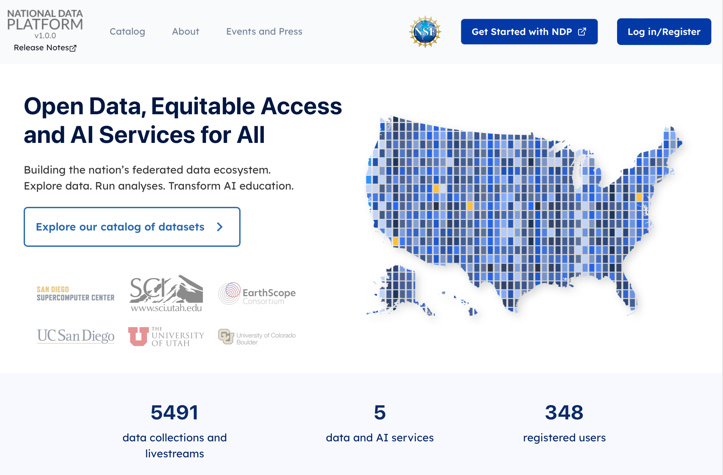 NATIONAL DATA
PLATFORM
v1.0.0
Release Notes
Catalog
About
Events and Press
NSF
Get Started with NDP
Log in/Register
Open Data, Equitable Access
and AI Services for All
Building the nation's federated data ecosystem.
Explore data. Run analyses. Transform AI education.
Explore our catalog of datasets
SAN DIEGO
SUPERCOMPUTER CENTER
SCI
www.sci.utah.edu
EarthScope
Consortium
UC San Diego
U
THE
UNIVERSITY
OF UTAH
University of Colorado
Boulder
5491
data collections and
livestreams
5
data and AI services
348
registered users